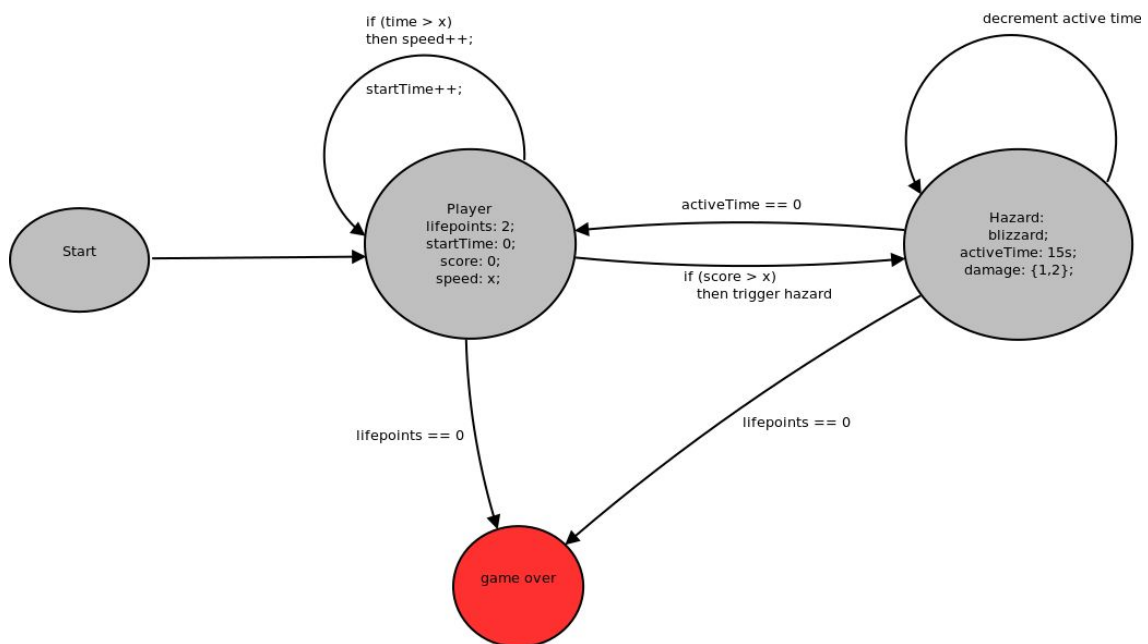 if (time > x)
then speed++;
startTime++;
decrement active time
Start
Player
lifepoints: 2;
startTime: 0;
score: 0;
speed: x;
activeTime == 0
if (score > x)
then trigger hazard
Hazard:
blizzard;
activeTime: 15s;
damage: {1,2};
lifepoints == 0
lifepoints == 0
game over